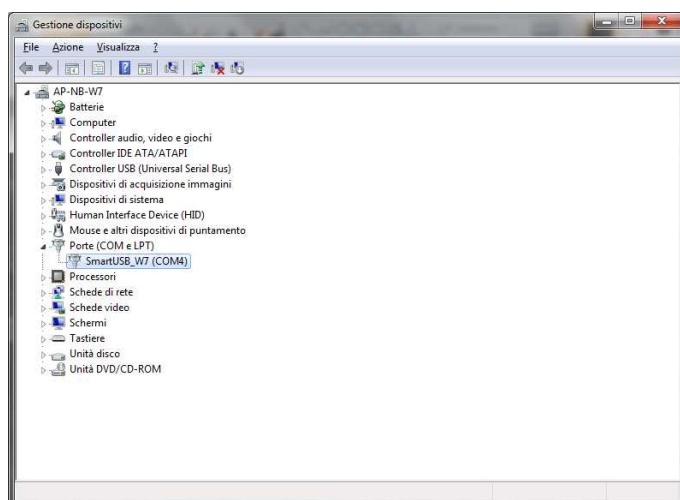 Gestione dispositivi
File Azione Visualizza ?
AP-NB-W7
Batterie
Computer
Controller audio, video e giochi
Controller IDE ATA/ATAPI
Controller USB (Universal Serial Bus)
Dispositivi di acquisizione immagini
Dispositivi di sistema
Human Interface Device (HID)
Mouse e altri dispositivi di puntamento
Porte (COM e LPT)
SmartUSB_W7 (COM4)
Processori
Schede di rete
Schede video
Schermi
Tastiere
Unità disco
Unità DVD/CD-ROM